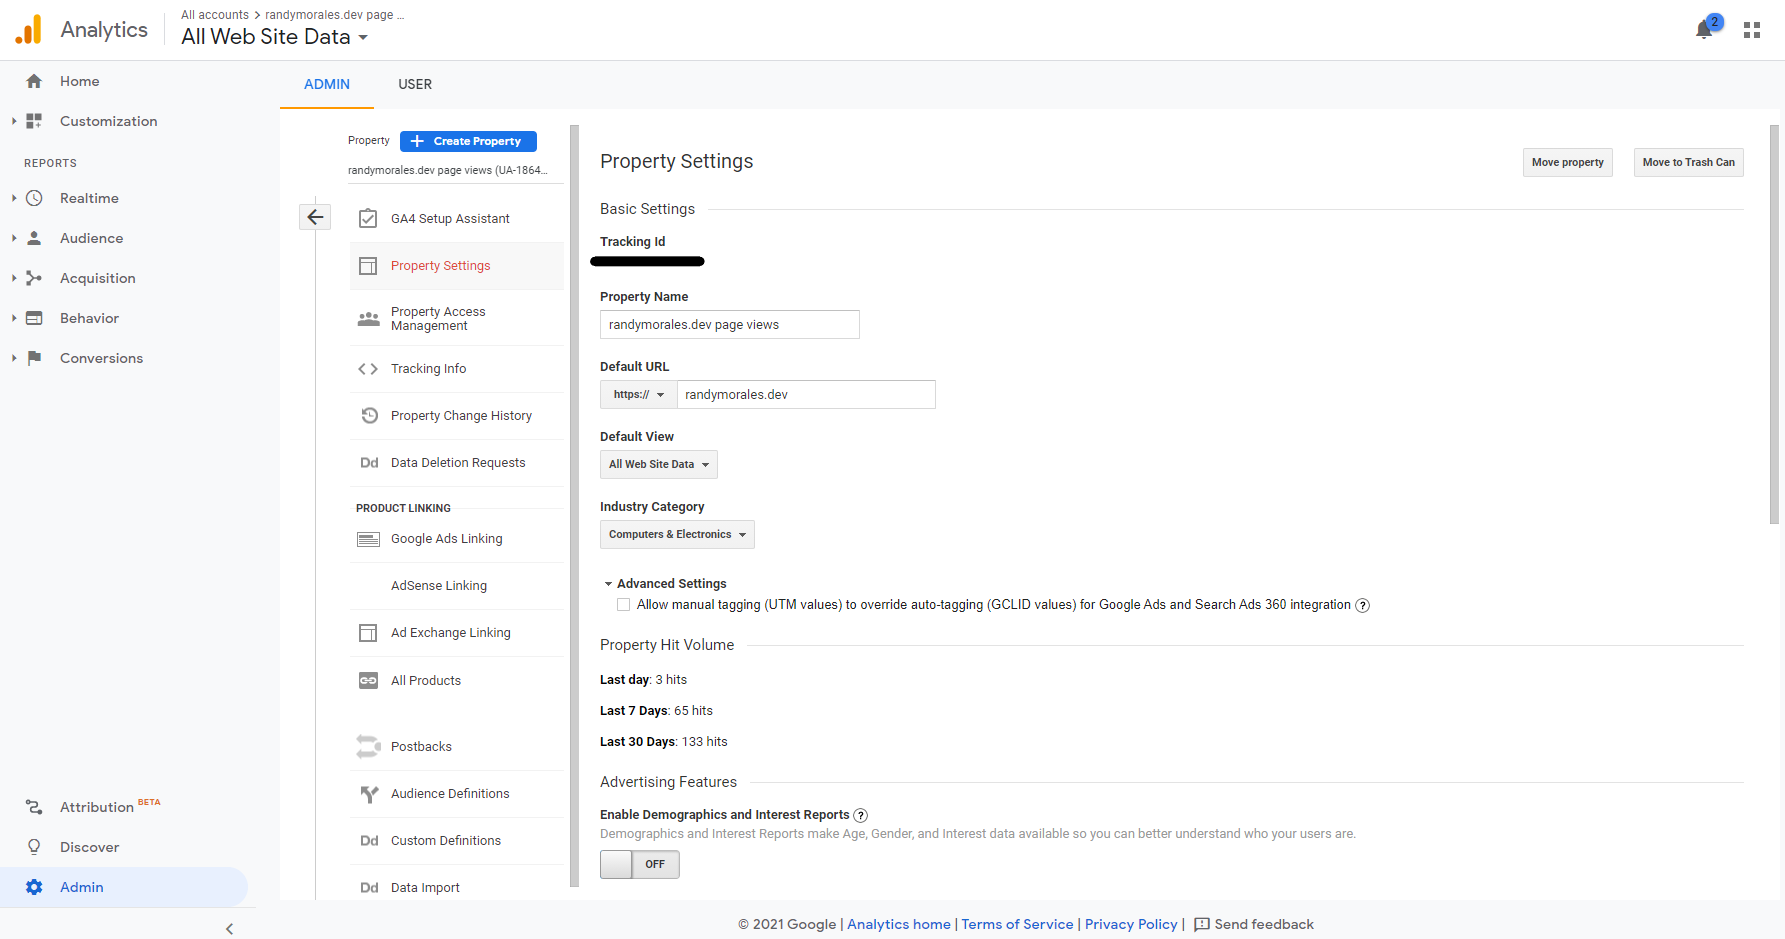 Analytics
All accounts > randymorales.dev page ...
All Web Site Data
2
Home
Customization
REPORTS
Realtime
Audience
Acquisition
Behavior
Conversions
Attribution BETA
Discover
Admin
ADMIN
USER
Property
Create Property
randymorales.dev page views (UA-1864...
GA4 Setup Assistant
Property Settings
Property Access
Management
Tracking Info
Property Change History
Dd Data Deletion Requests
PRODUCT LINKING
Google Ads Linking
AdSense Linking
Ad Exchange Linking
All Products
Postbacks
Audience Definitions
Dd Custom Definitions
Dd Data Import
Property Settings
Move property
Move to Trash Can
Basic Settings
Tracking Id
Property Name
randymorales.dev page views
Default URL
https://
randymorales.dev
Default View
All Web Site Data
Industry Category
Computers & Electronics
Advanced Settings
Allow manual tagging (UTM values) to override auto-tagging (GCLID values) for Google Ads and Search Ads 360 integration ?
Property Hit Volume
Last day: 3 hits
Last 7 Days: 65 hits
Last 30 Days: 133 hits
Advertising Features
Enable Demographics and Interest Reports ?
Demographics and Interest Reports make Age, Gender, and Interest data available so you can better understand who your users are.
OFF
© 2021 Google | Analytics home | Terms of Service | Privacy Policy | Send feedback